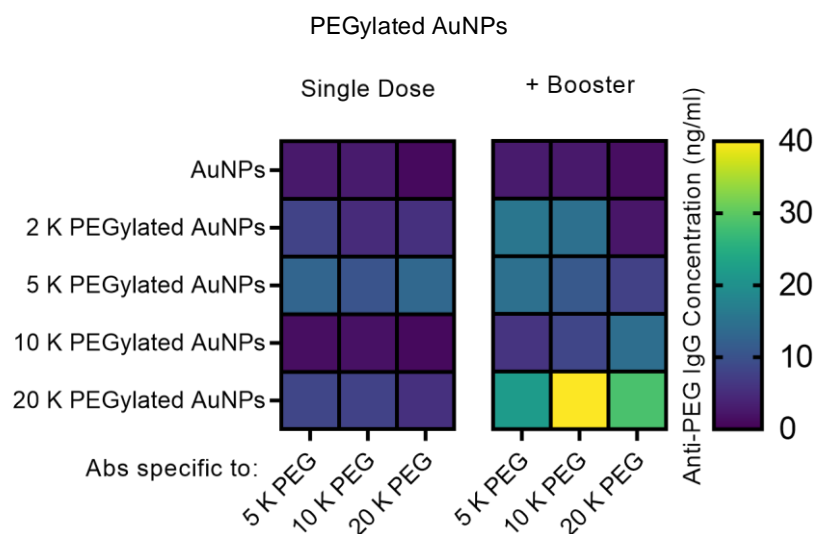 PEGylated AuNPs
Single Dose
+ Booster
AuNPs
2 K PEGylated AuNPs
5 K PEGylated AuNPs
10 K PEGylated AuNPs
20 K PEGylated AuNPs
Abs specific to:
5 K PEG
10 K PEG
20 K PEG
5 K PEG
10 K PEG
20 K PEG
Anti-PEG IgG Concentration (ng/ml)
40
30
20
10
0